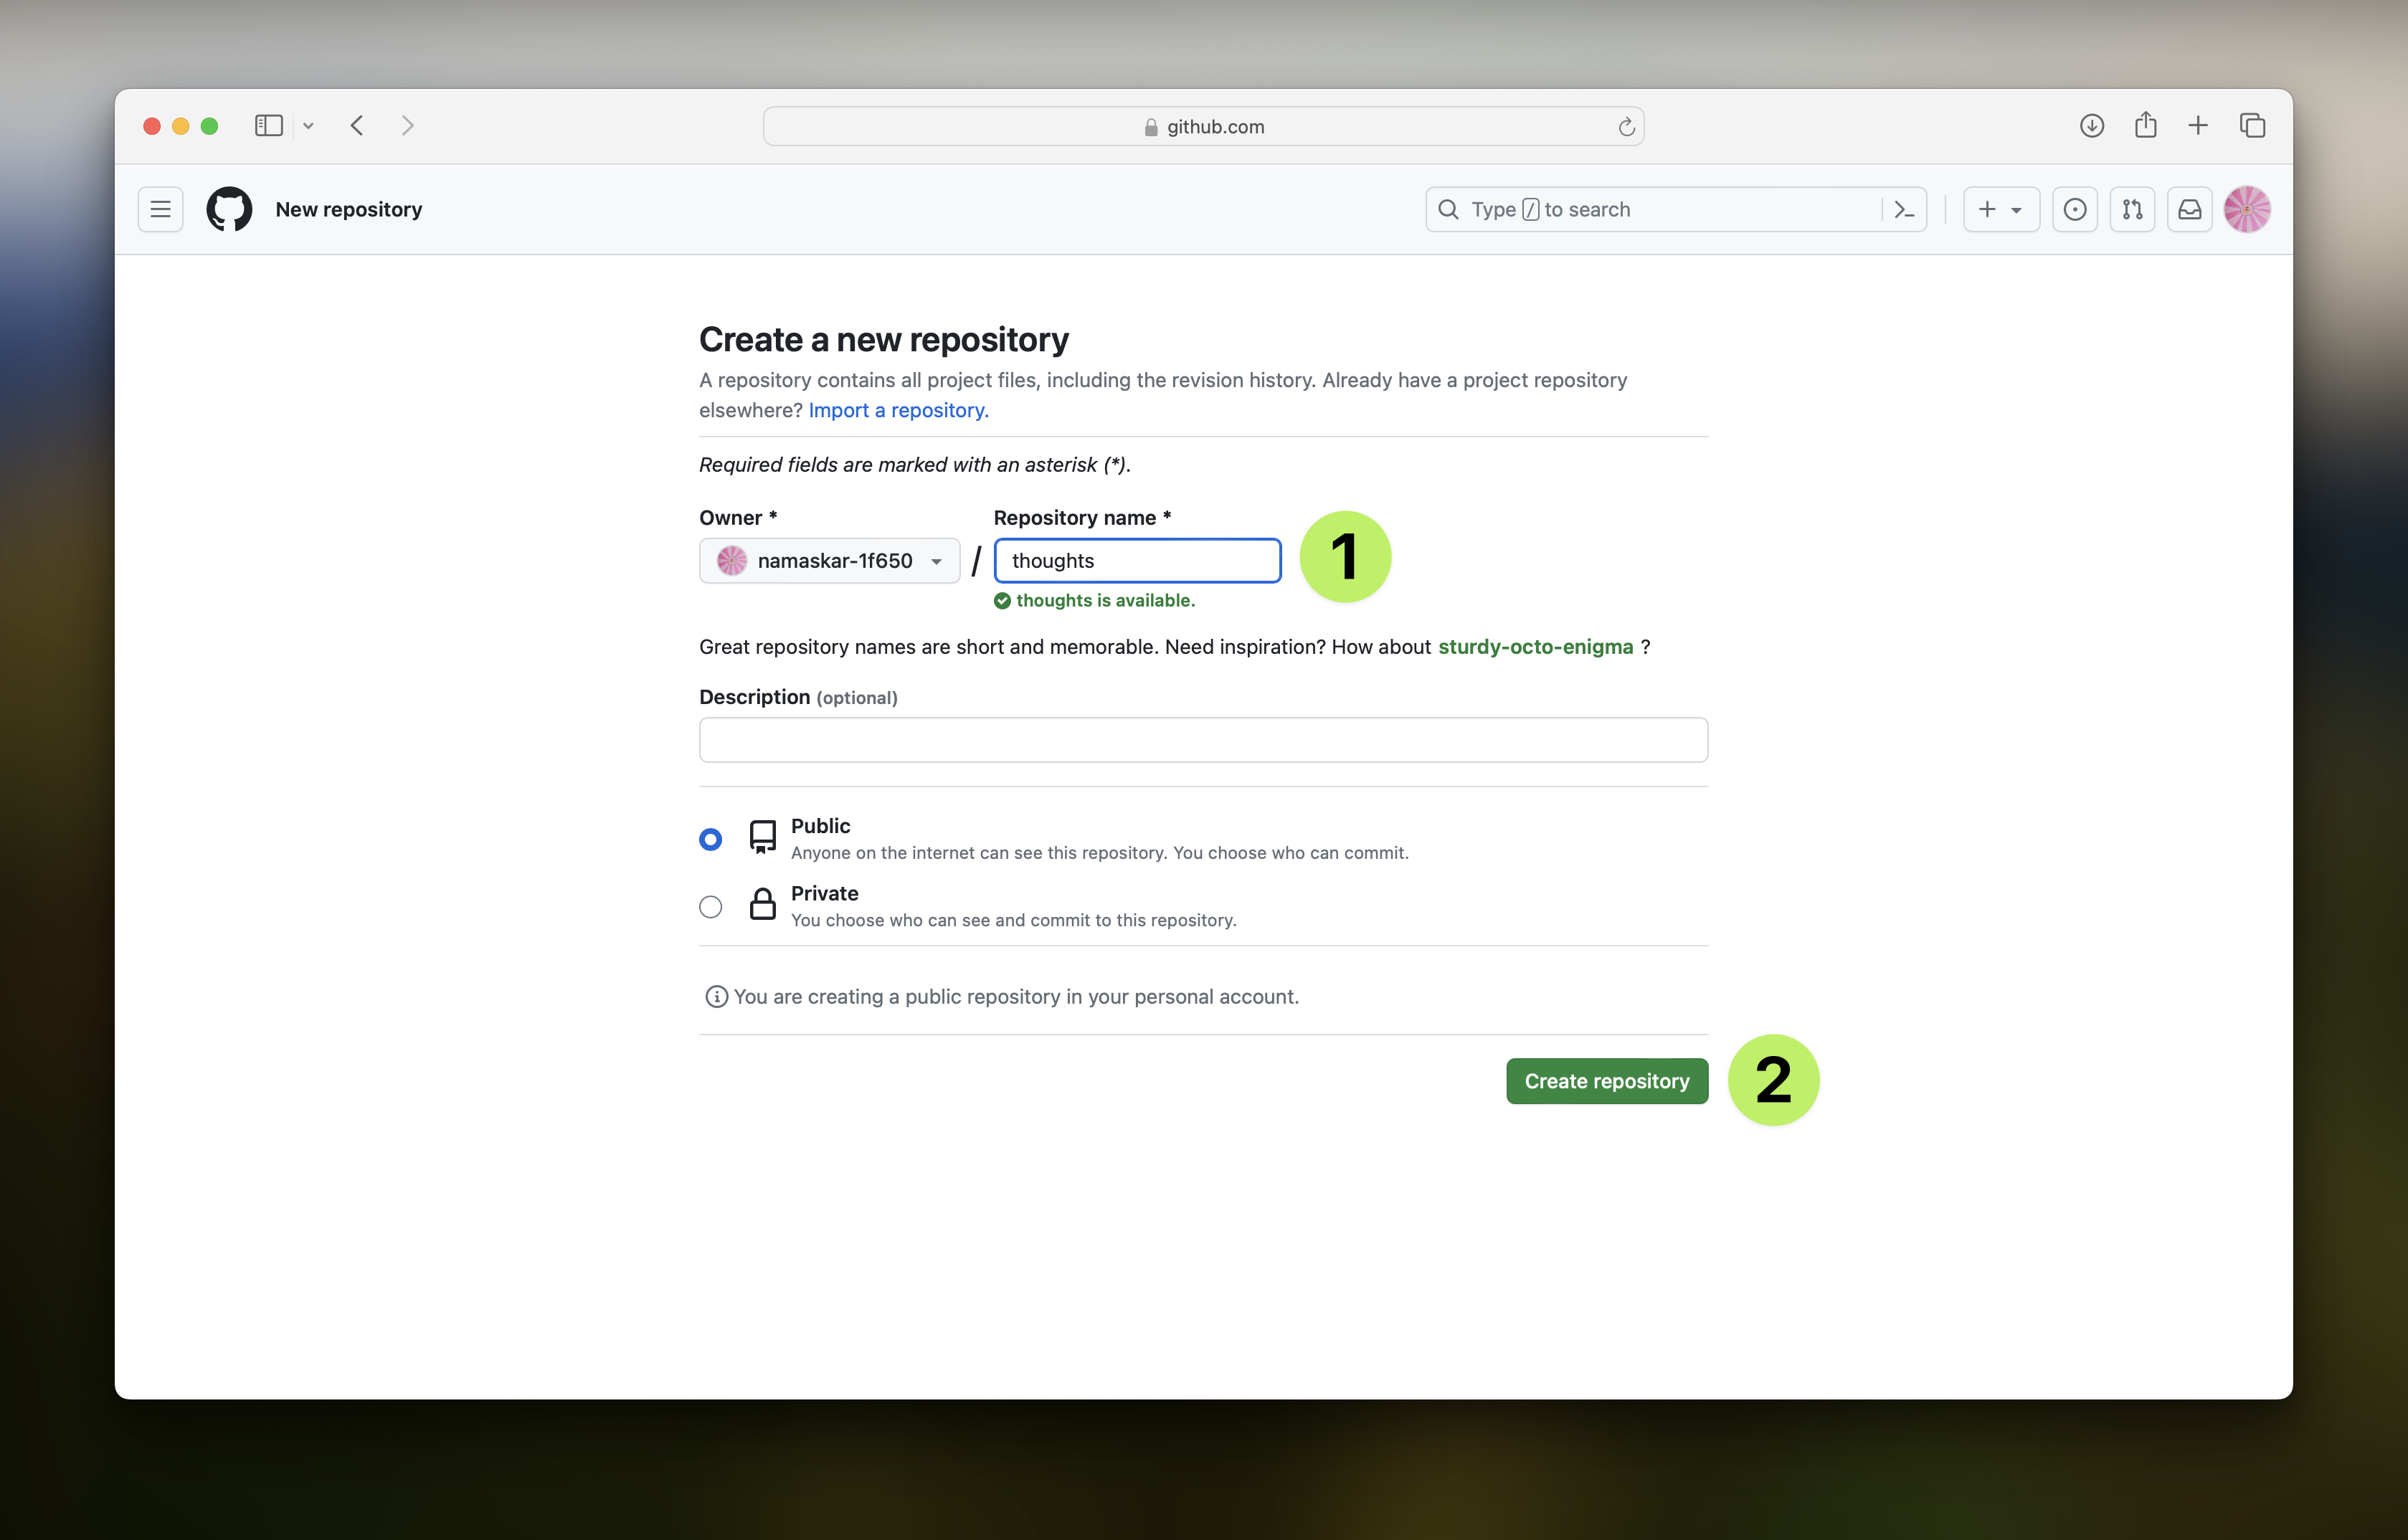 github.com
New repository
Type / to search
Create a new repository
A repository contains all project files, including the revision history. Already have a project repository
elsewhere? Import a repository.
Required fields are marked with an asterisk (*).
Owner *
Repository name *
namaskar-1f650
/
thoughts
1
thoughts is available.
Great repository names are short and memorable. Need inspiration? How about sturdy-octo-enigma ?
Description (optional)
Public
Anyone on the internet can see this repository. You choose who can commit.
Private
You choose who can see and commit to this repository.
You are creating a public repository in your personal account.
Create repository
2